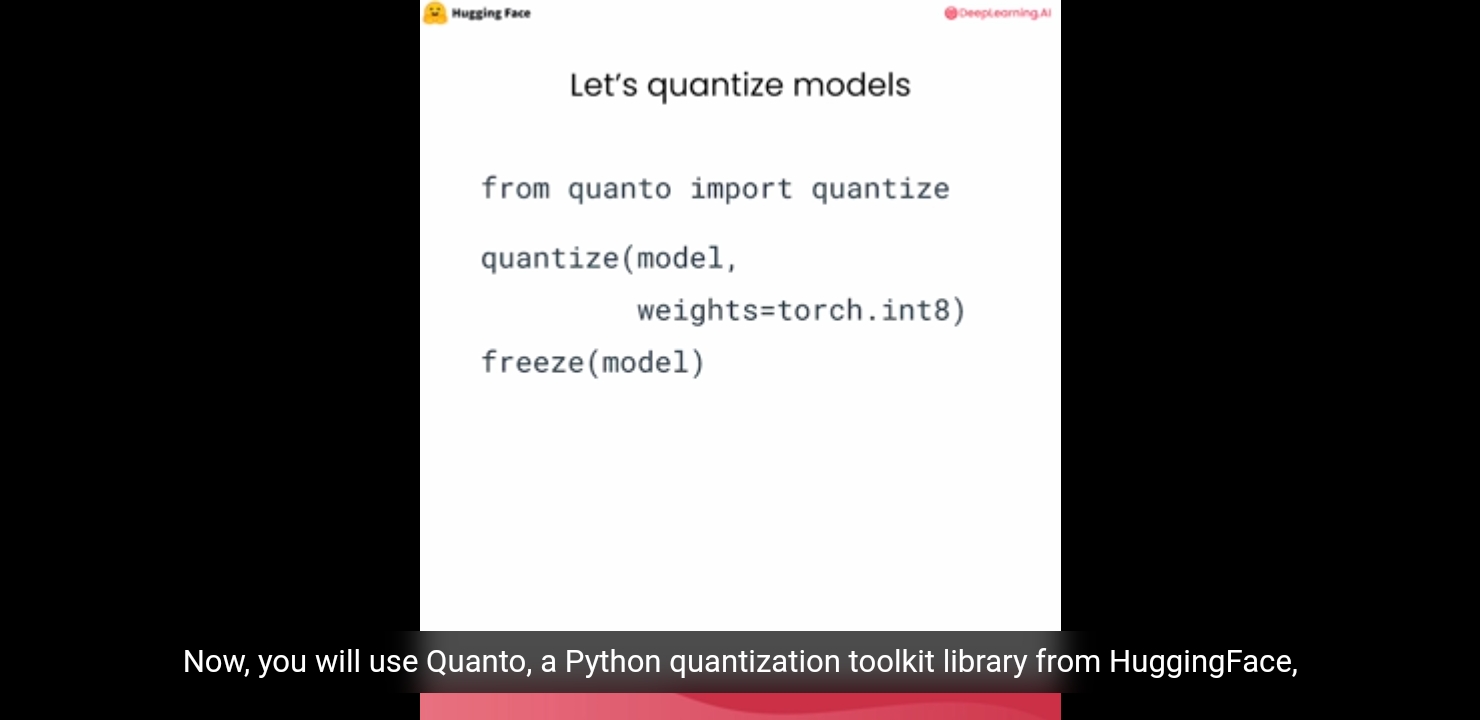 Hugging Face
DeepLearning.AI
Let's quantize models
from quanto import quantize
quantize(model,
weights=torch.int8)
freeze(model)
Now, you will use Quanto, a Python quantization toolkit library from HuggingFace,